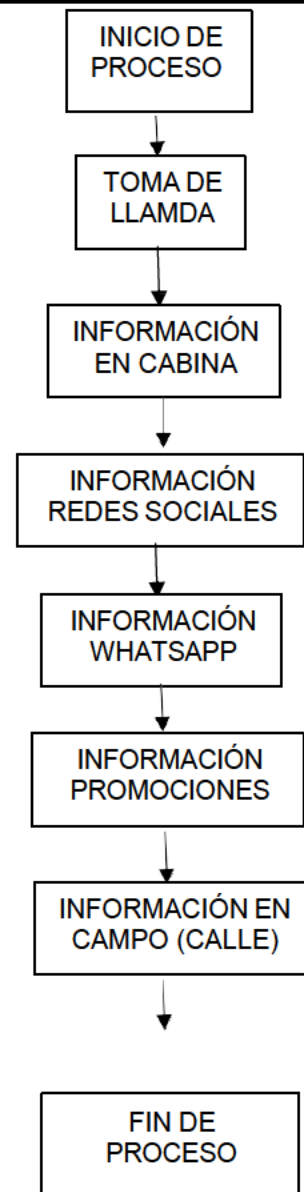 INICIO DE
PROCESO
TOMA DE
LLAMDA
INFORMACIÓN
EN CABINA
INFORMACIÓN
REDES SOCIALES
INFORMACIÓN
WHATSAPP
INFORMACIÓN
PROMOCIONES
INFORMACIÓN EN
CAMPO (CALLE)
FIN DE
PROCESO